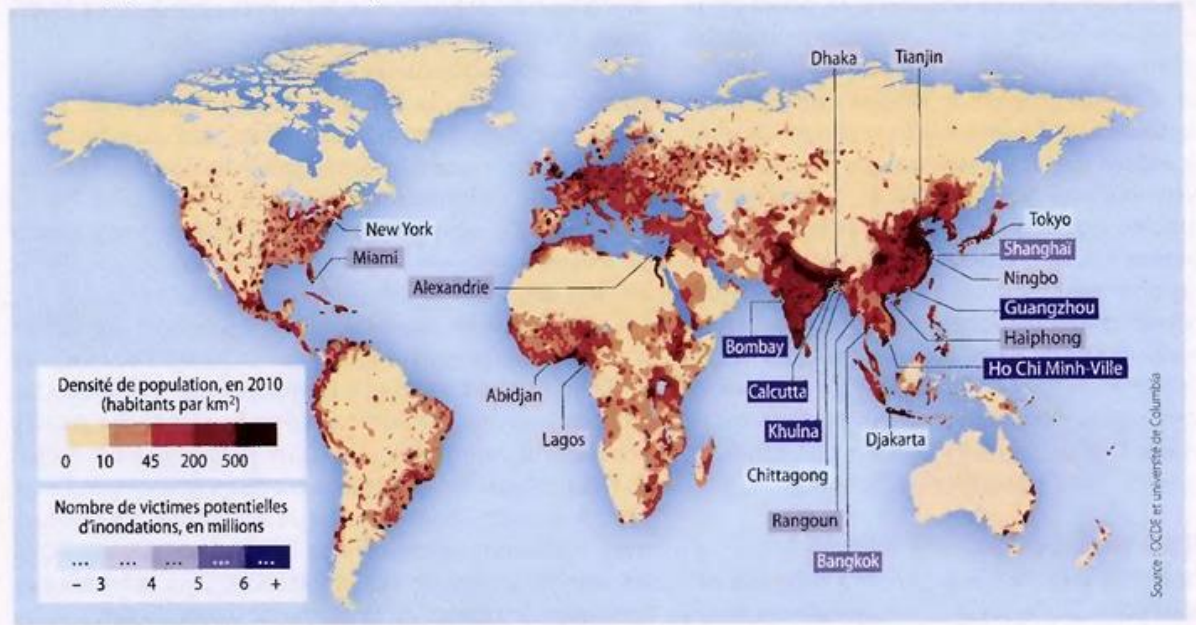 Dhaka
Tianjin
New York
Miami
Alexandrie
Tokyo
Shanghaï
Ningbo
Guangzhou
Haiphong
Ho Chi Minh-Ville
Bombay
Calcutta
Khulna
Chittagong
Rangoun
Bangkok
Djakarta
Abidjan
Lagos
Densité de population, en 2010
(habitants par km²)
0 10 45 200 500
Nombre de victimes potentielles
d'inondations, en millions
... ... ... ... ...
– 3 4 5 6 +
Source : OCDE et université de Columbia